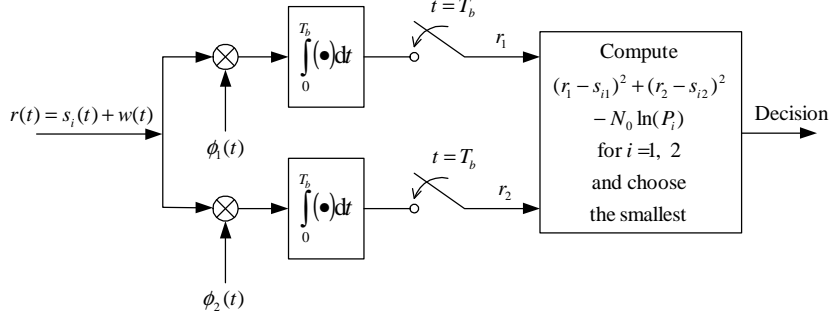 r(t) = s_i(t) + w(t)
φ_1(t)
∫_0^{T_b} (•) dt
t = T_b
r_1
φ_2(t)
∫_0^{T_b} (•) dt
t = T_b
r_2
Compute
(r_1 − s_{i1})^2 + (r_2 − s_{i2})^2
− N_0 ln(P_i)
for i =1, 2
and choose
the smallest
Decision